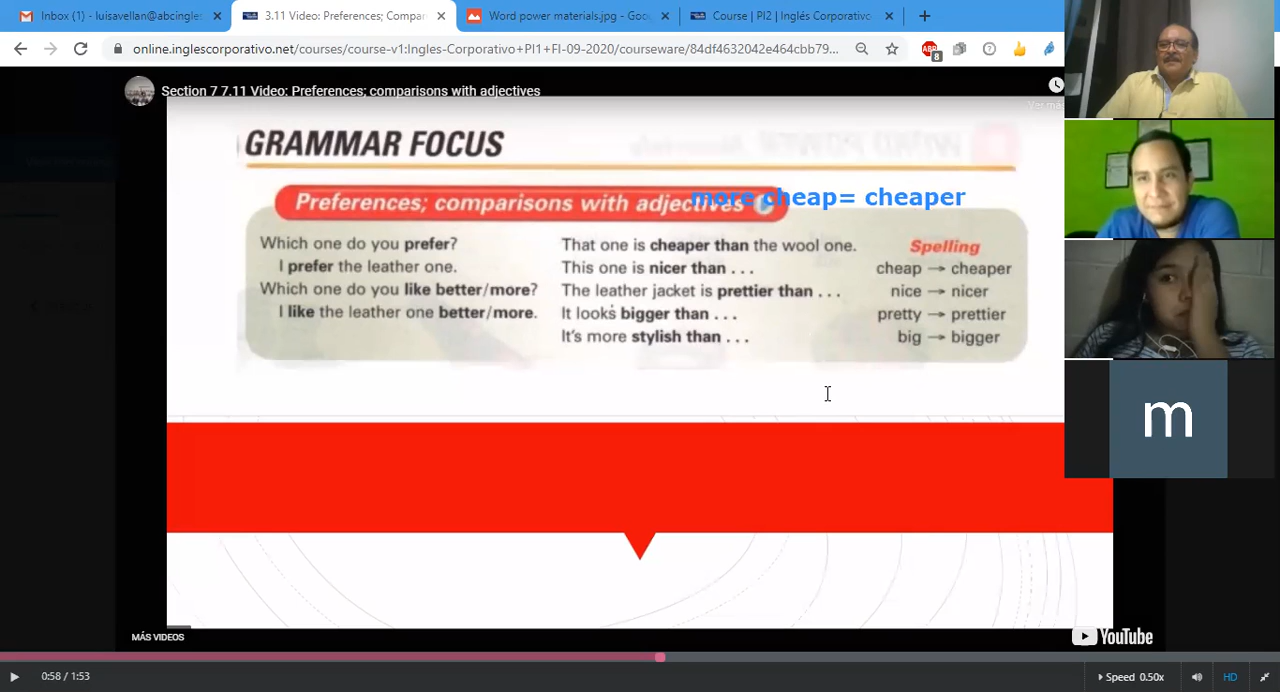 Inbox (1) - luisavellan@abcingles
3.11 Video: Preferences; Compar
Word power materials.jpg - Goo
Course | PI2 | Inglés Corporativo
online.inglescorporativo.net/courses/course-v1:Ingles-Corporativo+PI1+FI-09-2020/courseware/84df4632042e464cbb79...
ABP
8
Section 7 7.11 Video: Preferences; comparisons with adjectives
Ver más
GRAMMAR FOCUS
more cheap= cheaper
Preferences; comparisons with adjectives
Which one do you prefer?
I prefer the leather one.
Which one do you like better/more?
I like the leather one better/more.
That one is cheaper than the wool one.
This one is nicer than . . .
The leather jacket is prettier than . . .
It looks bigger than . . .
It's more stylish than . . .
Spelling
cheap → cheaper
nice → nicer
pretty → prettier
big → bigger
m
MÁS VIDEOS
YouTube
0:58 / 1:53
Speed 0.50x
HD